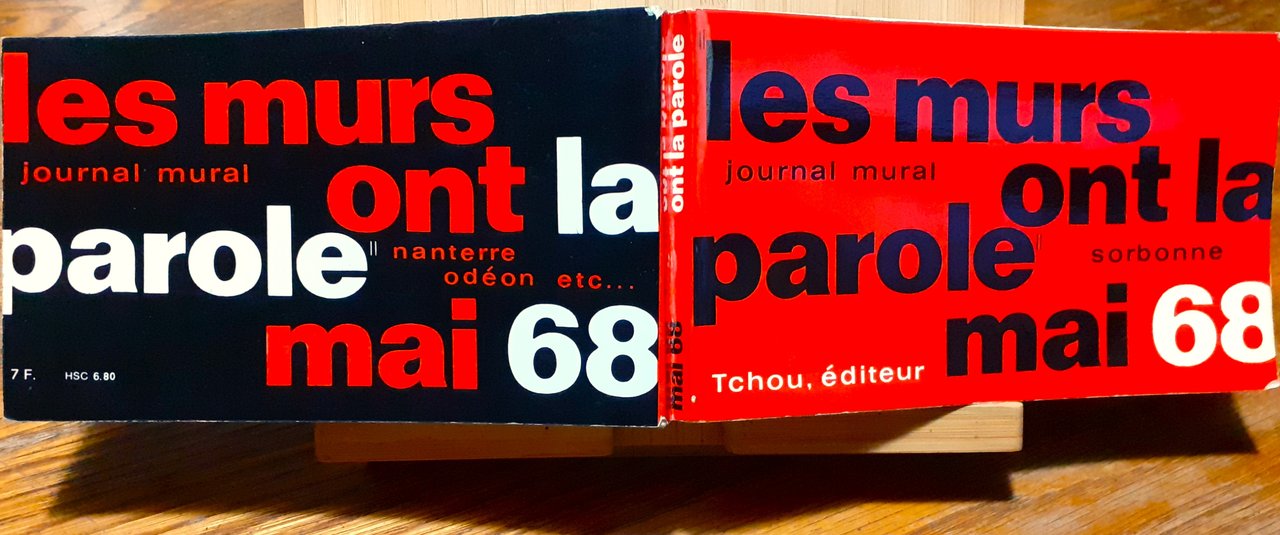 les murs
journal mural
ont la
parole
nanterre
odéon etc...
mai 68
7 F. HSC 6.80
ont la parole
mai 68
les murs
journal mural
ont la
parole
sorbonne
mai 68
Tchou, éditeur